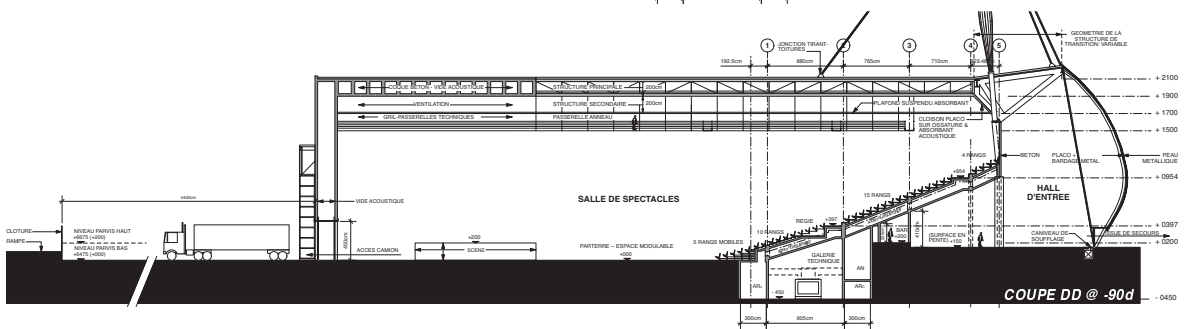 GEOMETRIE DE LA
STRUCTURE DE
TRANSITION: VARIABLE
1
JONCTION TIRANT-
TOITURES
2
3
4
5
192.5cm
880cm
765cm
710cm
+ 2100
COQUE BETON - VIDE ACOUSTIQUE
STRUCTURE PRINCIPALE
200cm
+ 1900
VENTILATION
STRUCTURE SECONDAIRE
200cm
PLAFOND SUSPENDU ABSORBANT
+ 1700
GRIL-PASSERELLES TECHNIQUES
PASSERELLE ANNEAU
CLOISON PLACO
SUR OSSATURE &
ABSORBANT
ACOUSTIQUE
+ 1500
4 RANGS
BETON
PLACO +
BARDAGE METAL
PEAU
METALLIQUE
+954
+ 0954
15 RANGS
SALLE DE SPECTACLES
HALL
D'ENTREE
4400cm
VIDE ACOUSTIQUE
CLOTURE
NIVEAU PARVIS HAUT
+6675 (+200)
RAMPE
NIVEAU PARVIS BAS
+6475 (+000)
450cm
ACCES CAMION
+200
SCENE
PARTERRE – ESPACE MODULABLE
+000
5 RANGS MOBILES
10 RANGS
REGIE
+397
410cm
BAR
+200
(SURFACE EN
PENTE)
+150
+ 0397
CANIVEAU DE
SOUFFLAGE
+ 0200
ISSUE DE SECOURS
GALERIE
TECHNIQUE
AN
ARc
ARc
- 450
COUPE DD @ -90d
- 0450
300cm
905cm
300cm